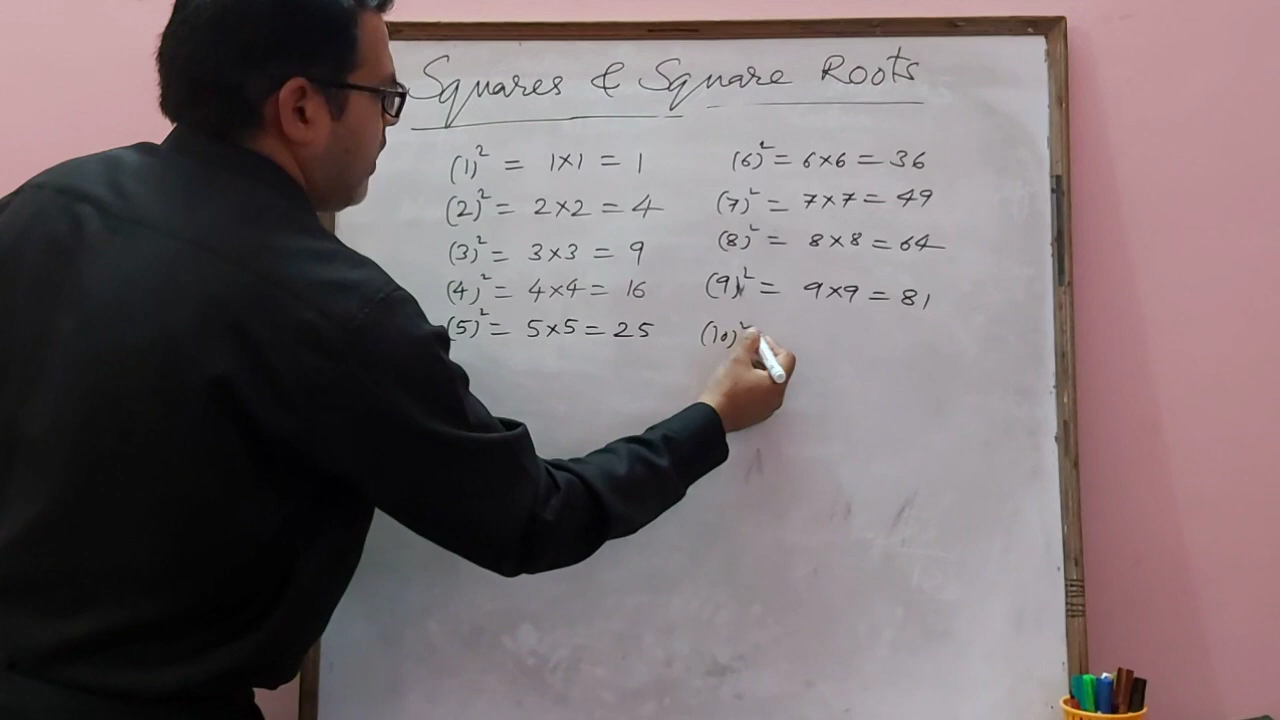 Squares & Square Roots
(1)² = 1×1 = 1
(2)² = 2×2 = 4
(3)² = 3×3 = 9
(4)² = 4×4 = 16
(5)² = 5×5 = 25
(6)² = 6×6 = 36
(7)² = 7×7 = 49
(8)² = 8×8 = 64
(9)² = 9×9 = 81
(10)²